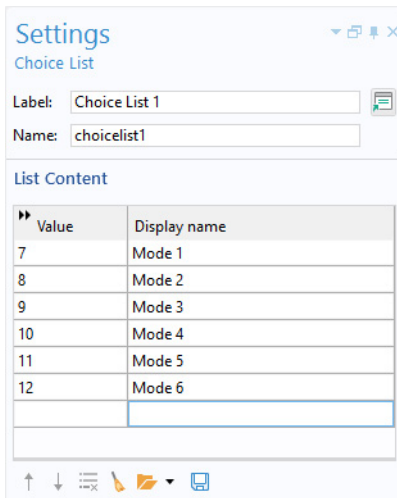 Settings
Choice List
Label: Choice List 1
Name: choicelist1
List Content
Value Display name
7 Mode 1
8 Mode 2
9 Mode 3
10 Mode 4
11 Mode 5
12 Mode 6